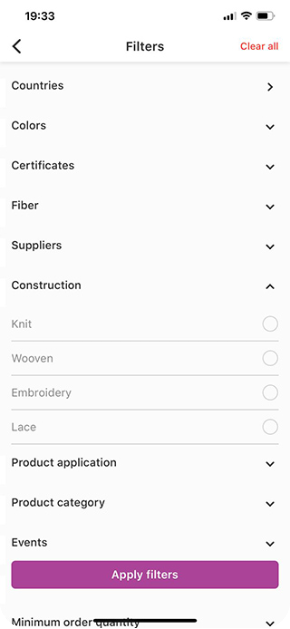 19:33
Filters
Clear all
Countries
Colors
Certificates
Fiber
Suppliers
Construction
Knit
Wooven
Embroidery
Lace
Product application
Product category
Events
Apply filters
Minimum order quantity